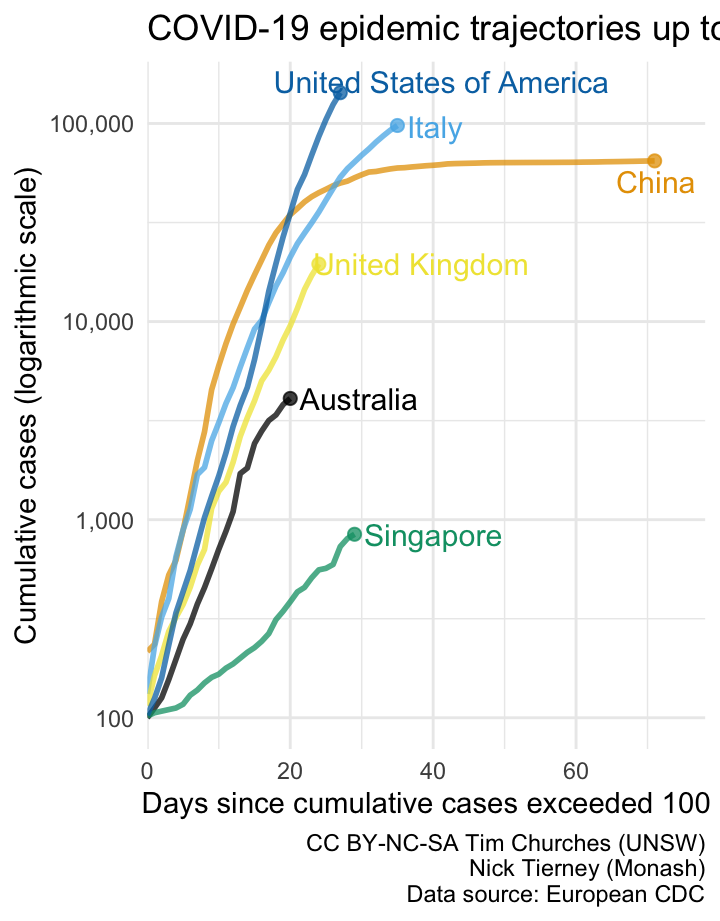 COVID-19 epidemic trajectories up to
United States of America
100,000
Italy
China
United Kingdom
10,000
Australia
1,000
Singapore
100
Cumulative cases (logarithmic scale)
0 20 40 60
Days since cumulative cases exceeded 100
CC BY-NC-SA Tim Churches (UNSW)
Nick Tierney (Monash)
Data source: European CDC